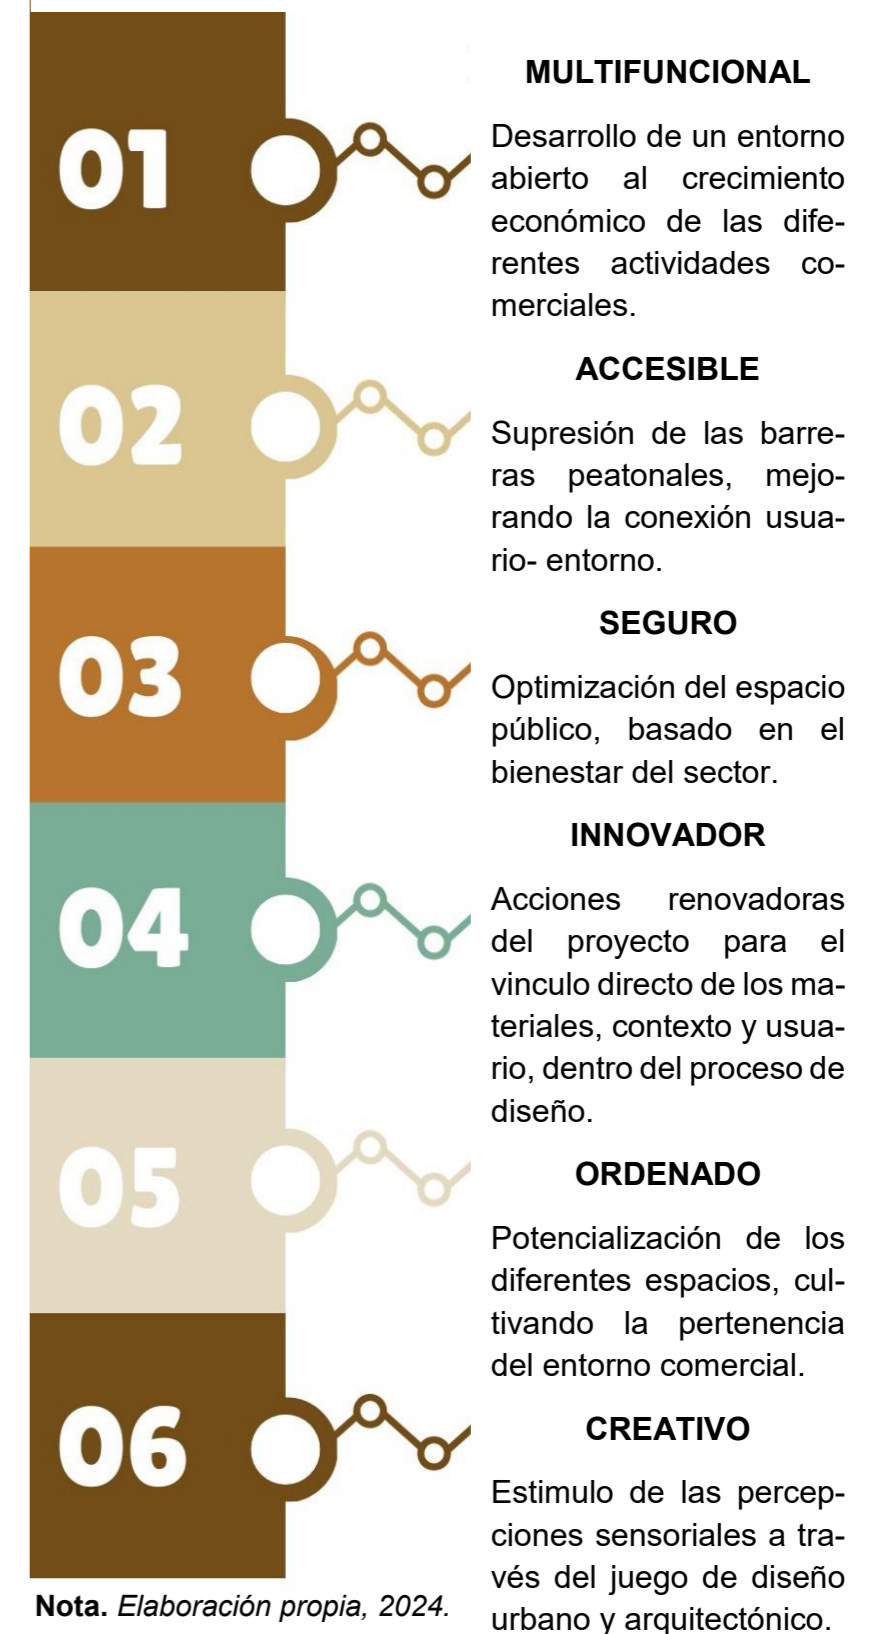 01
MULTIFUNCIONAL
Desarrollo de un entorno
abierto al crecimiento
económico de las dife-
rentes actividades co-
merciales.
02
ACCESIBLE
Supresión de las barre-
ras peatonales, mejo-
rando la conexión usua-
rio- entorno.
03
SEGURO
Optimización del espacio
público, basado en el
bienestar del sector.
04
INNOVADOR
Acciones renovadoras
del proyecto para el
vinculo directo de los ma-
teriales, contexto y usua-
rio, dentro del proceso de
diseño.
05
ORDENADO
Potencialización de los
diferentes espacios, cul-
tivando la pertenencia
del entorno comercial.
06
CREATIVO
Estimulo de las percep-
ciones sensoriales a tra-
vés del juego de diseño
urbano y arquitectónico.
Nota. Elaboración propia, 2024.